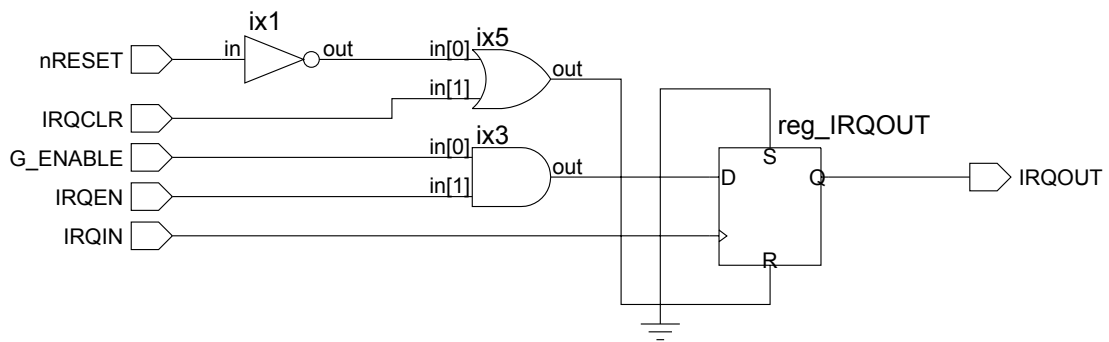 ix1
nRESET
in
out
in[0]
ix5
out
in[1]
IRQCLR
ix3
reg_IRQOUT
G_ENABLE
in[0]
out
S
D
Q
IRQOUT
IRQEN
in[1]
IRQIN
R